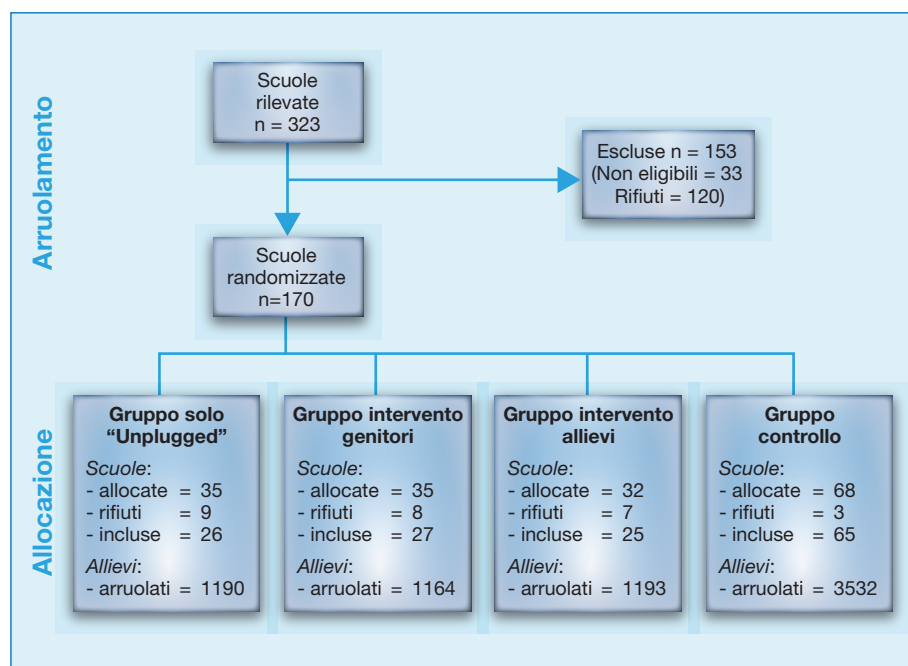 Arruolamento
Scuole
rilevate
n = 323
Escluse n = 153
(Non eligibili = 33
Rifiuti = 120)
Scuole
randomizzate
n=170
Allocazione
Gruppo solo
“Unplugged”
Scuole:
- allocate = 35
- rifiuti = 9
- incluse = 26
Allievi:
- arruolati = 1190
Gruppo intervento
genitori
Scuole:
- allocate = 35
- rifiuti = 8
- incluse = 27
Allievi:
- arruolati = 1164
Gruppo intervento
allievi
Scuole:
- allocate = 32
- rifiuti = 7
- incluse = 25
Allievi:
- arruolati = 1193
Gruppo
controllo
Scuole:
- allocate = 68
- rifiuti = 3
- incluse = 65
Allievi:
- arruolati = 3532